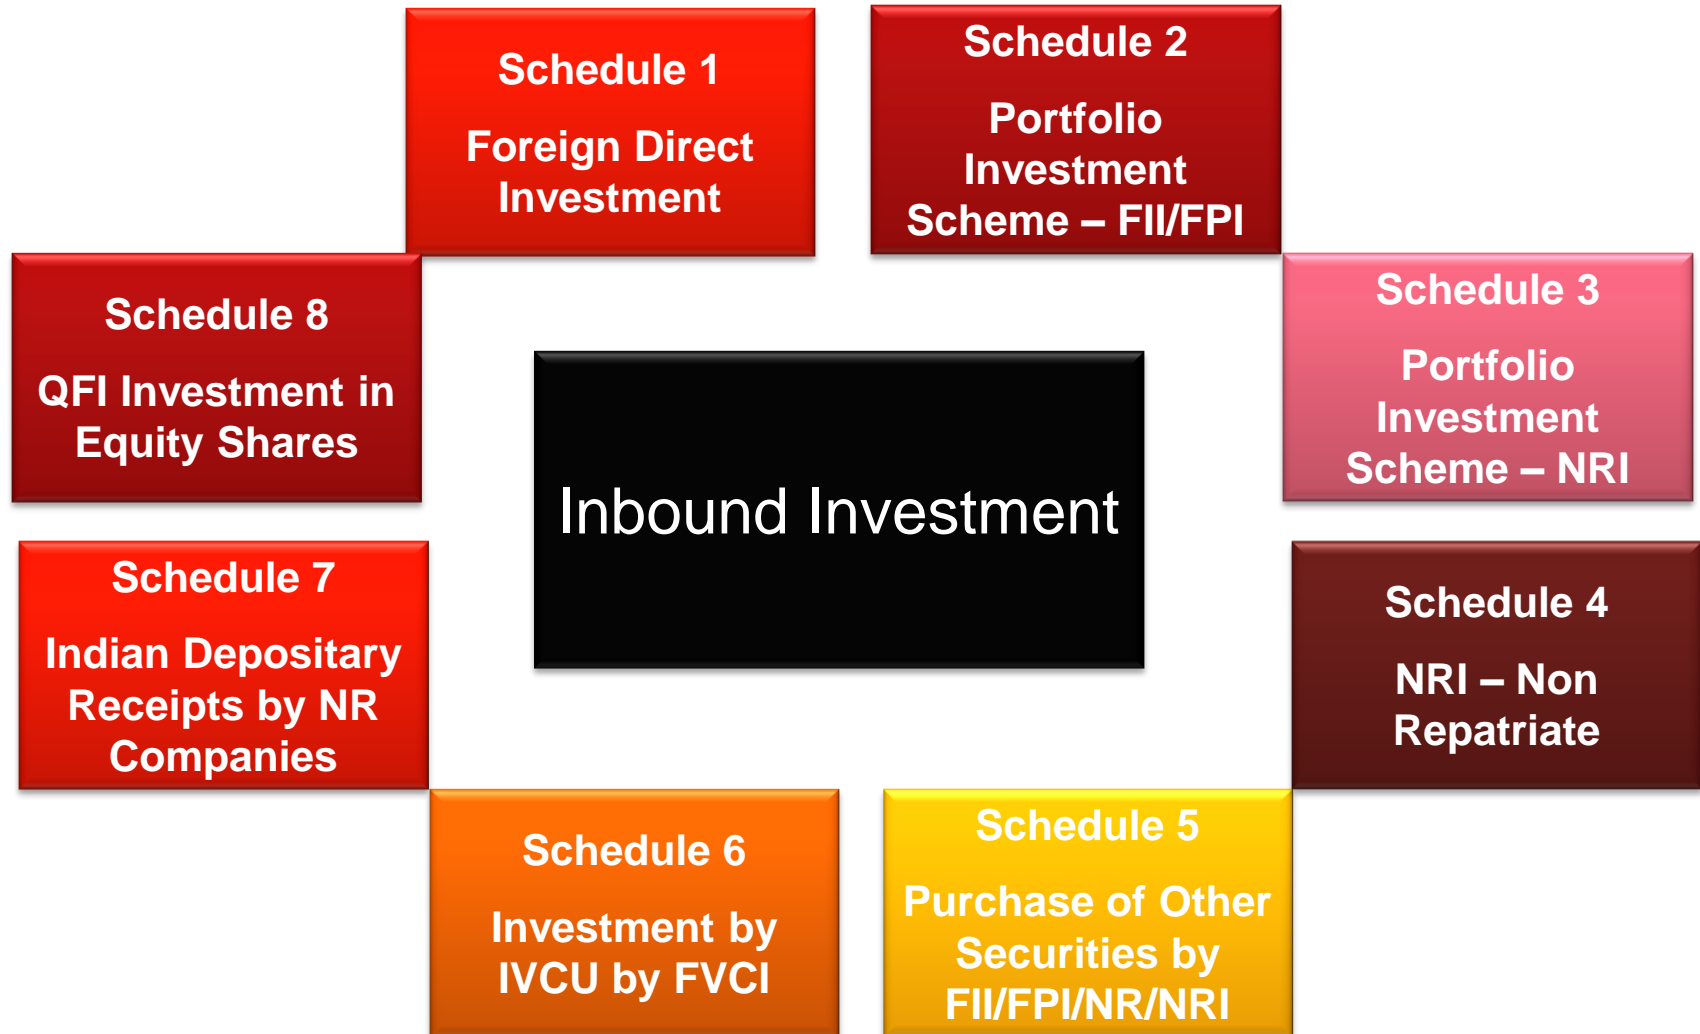 Schedule 1
Foreign Direct
Investment
Schedule 2
Portfolio
Investment
Scheme – FII/FPI
Schedule 3
Portfolio
Investment
Scheme – NRI
Schedule 4
NRI – Non
Repatriate
Schedule 5
Purchase of Other
Securities by
FII/FPI/NR/NRI
Schedule 6
Investment by
IVCU by FVCI
Schedule 7
Indian Depositary
Receipts by NR
Companies
Schedule 8
QFI Investment in
Equity Shares
Inbound Investment